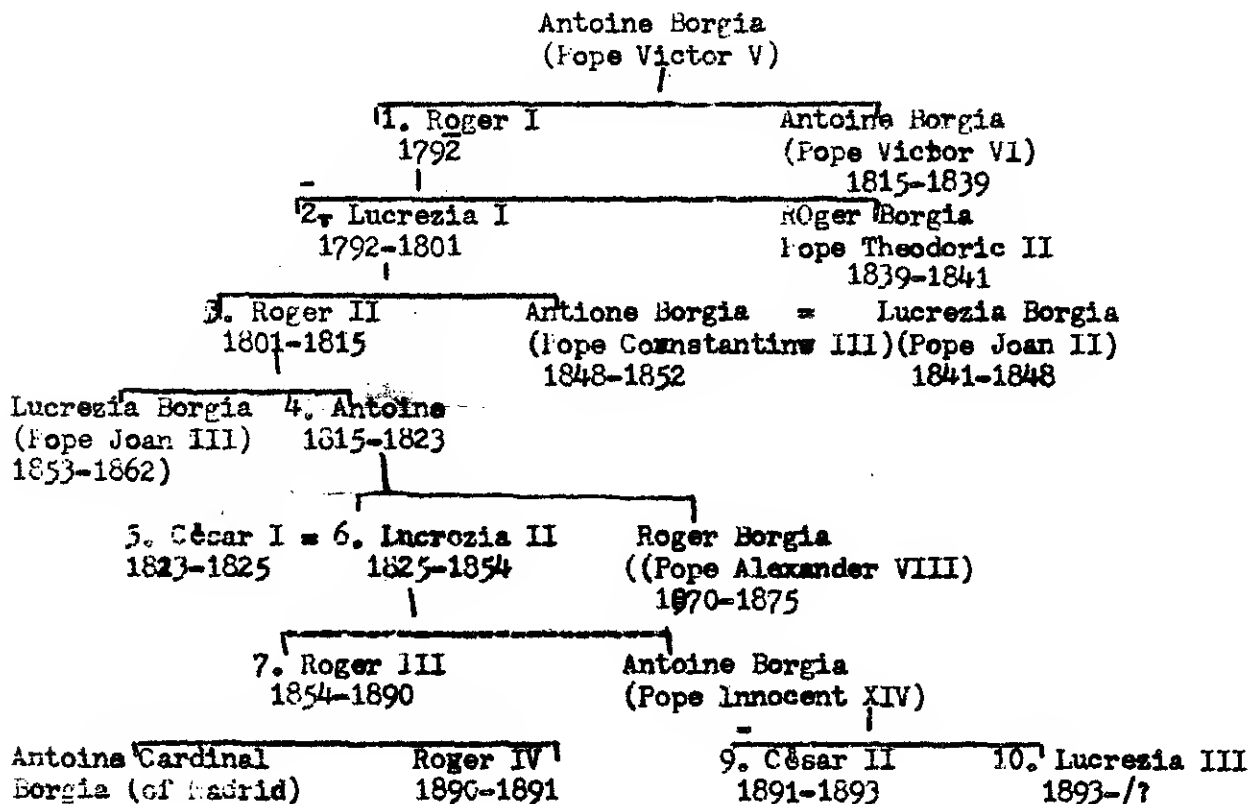 Antoine Borgia
(Pope Victor V)
1. Roger I
1792
Antoine Borgia
(Pope Victor VI)
1815-1839
2. Lucrezia I
1792-1801
ROger Borgia
Pope Theodoric II
1839-1841
3. Roger II
1801-1815
Antione Borgia = Lucrezia Borgia
(Pope Cownstantine III)(Pope Joan II)
1848-1852 1841-1848
Lucrezia Borgia
(Pope Joan III)
1853-1862)
4. Antoine
1815-1823
5. Cèsar I = 6. Lucrozia II
1823-1825 1825-1854
Roger Borgia
((Pope Alexander VIII)
1870-1875
7. Roger III
1854-1890
Antoine Borgia
(Pope Innocent XIV)
Antoine Cardinal
Borgia (of Madrid)
Roger IV
1890-1891
9. Cèsar II
1891-1893
10. Lucrezia III
1893-/?